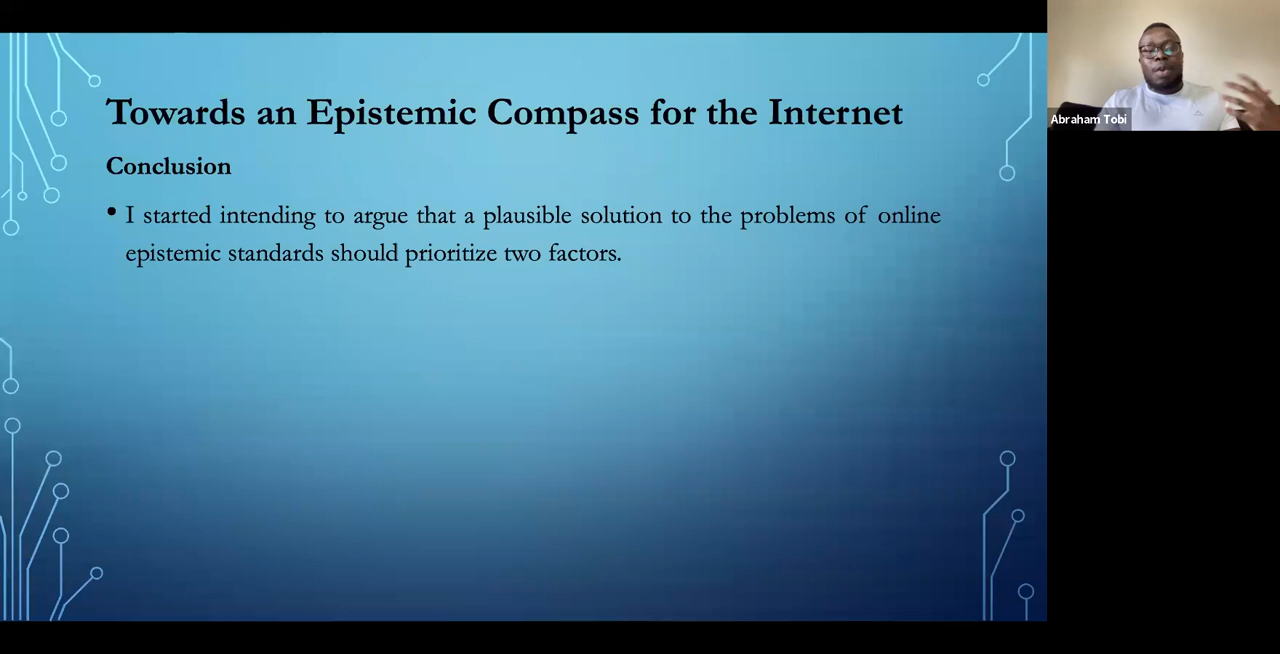 Towards an Epistemic Compass for the Internet
Conclusion
• I started intending to argue that a plausible solution to the problems of online
epistemic standards should prioritize two factors.
Abraham Tobi